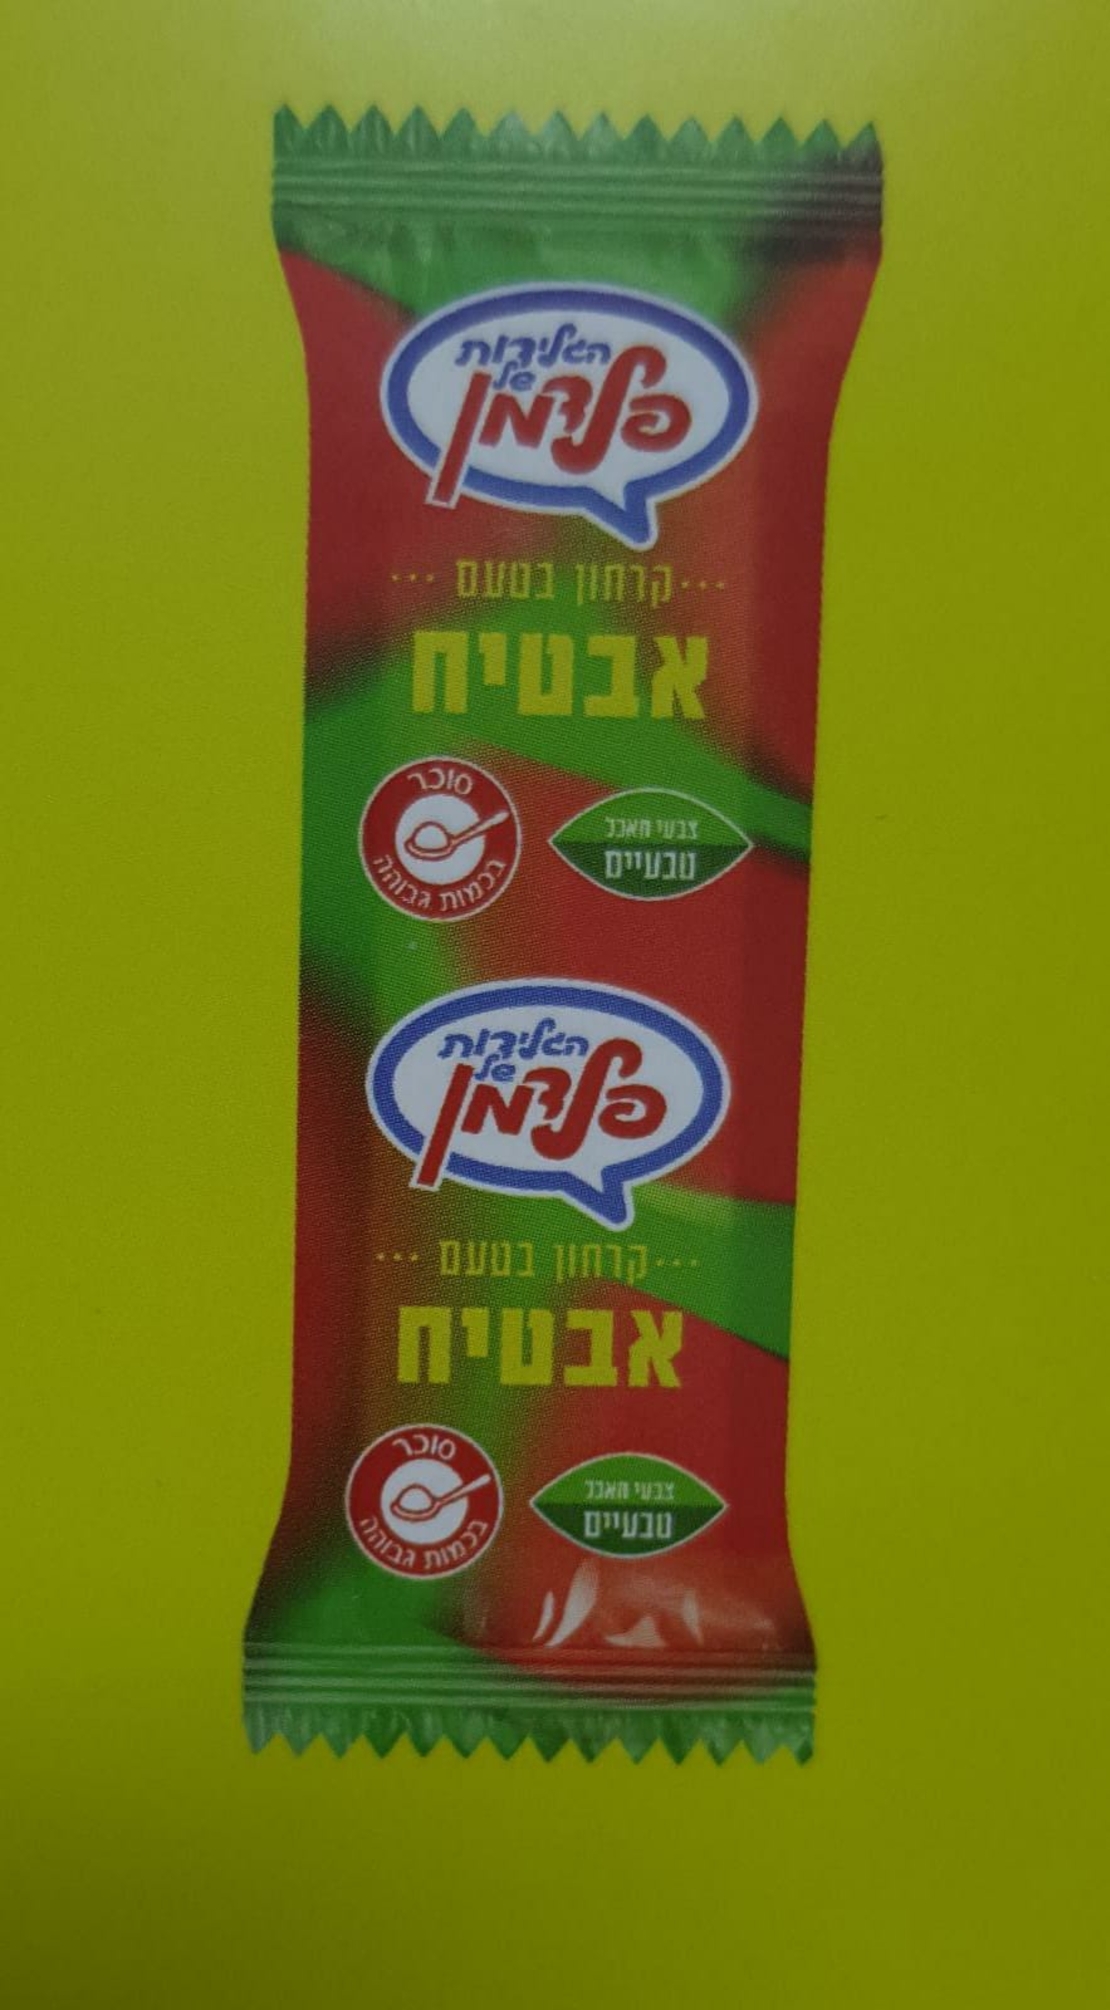 הגלידות
של
פלדמן
קרחון בטעם
אבטיח
צבעי מאכל
טבעיים
סוכר
בכמות גבוהה
הגלידות
של
פלדמן
קרחון בטעם
אבטיח
צבעי מאכל
טבעיים
סוכר
בכמות גבוהה